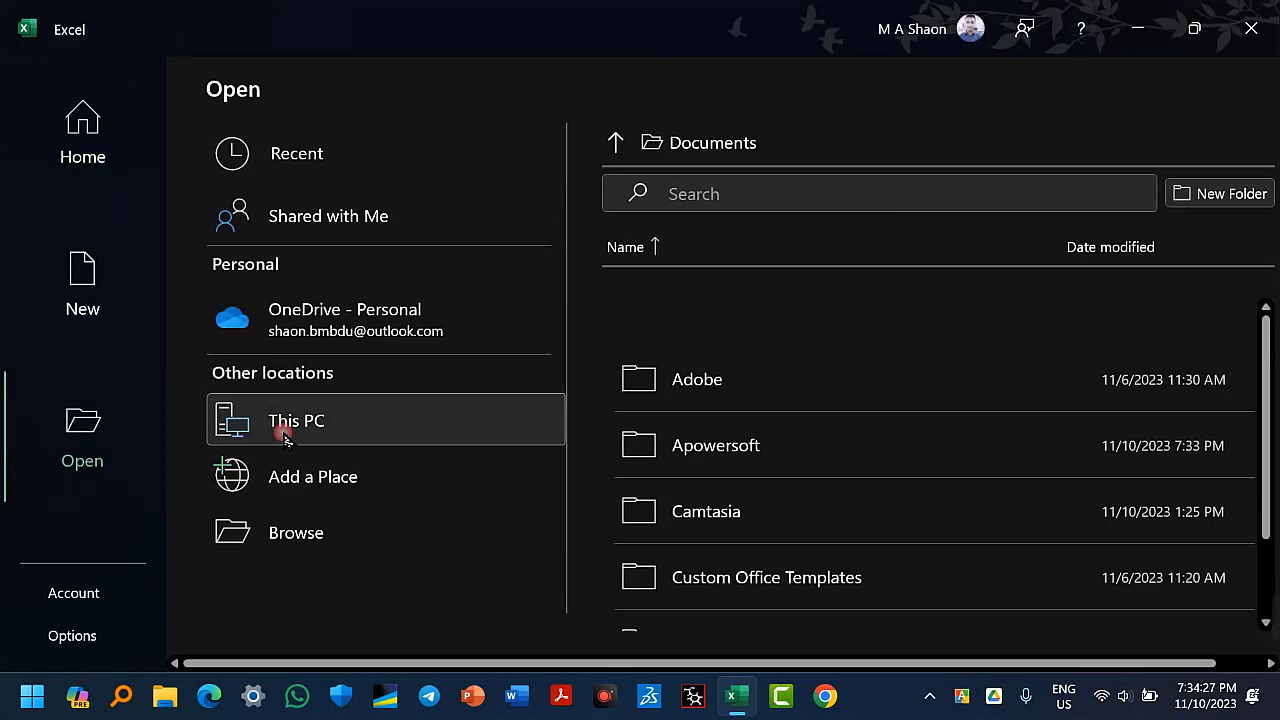 Excel
M A Shaon
?
Home
New
Open
Account
Options
Open
Recent
Shared with Me
Personal
OneDrive - Personal
shaon.bmbdu@outlook.com
Other locations
This PC
Add a Place
Browse
Documents
Search
New Folder
Name
Date modified
Adobe 11/6/2023 11:30 AM
Apowersoft 11/10/2023 7:33 PM
Camtasia 11/10/2023 1:25 PM
Custom Office Templates 11/6/2023 11:20 AM
PRE
ENG
US
7:34:27 PM
11/10/2023